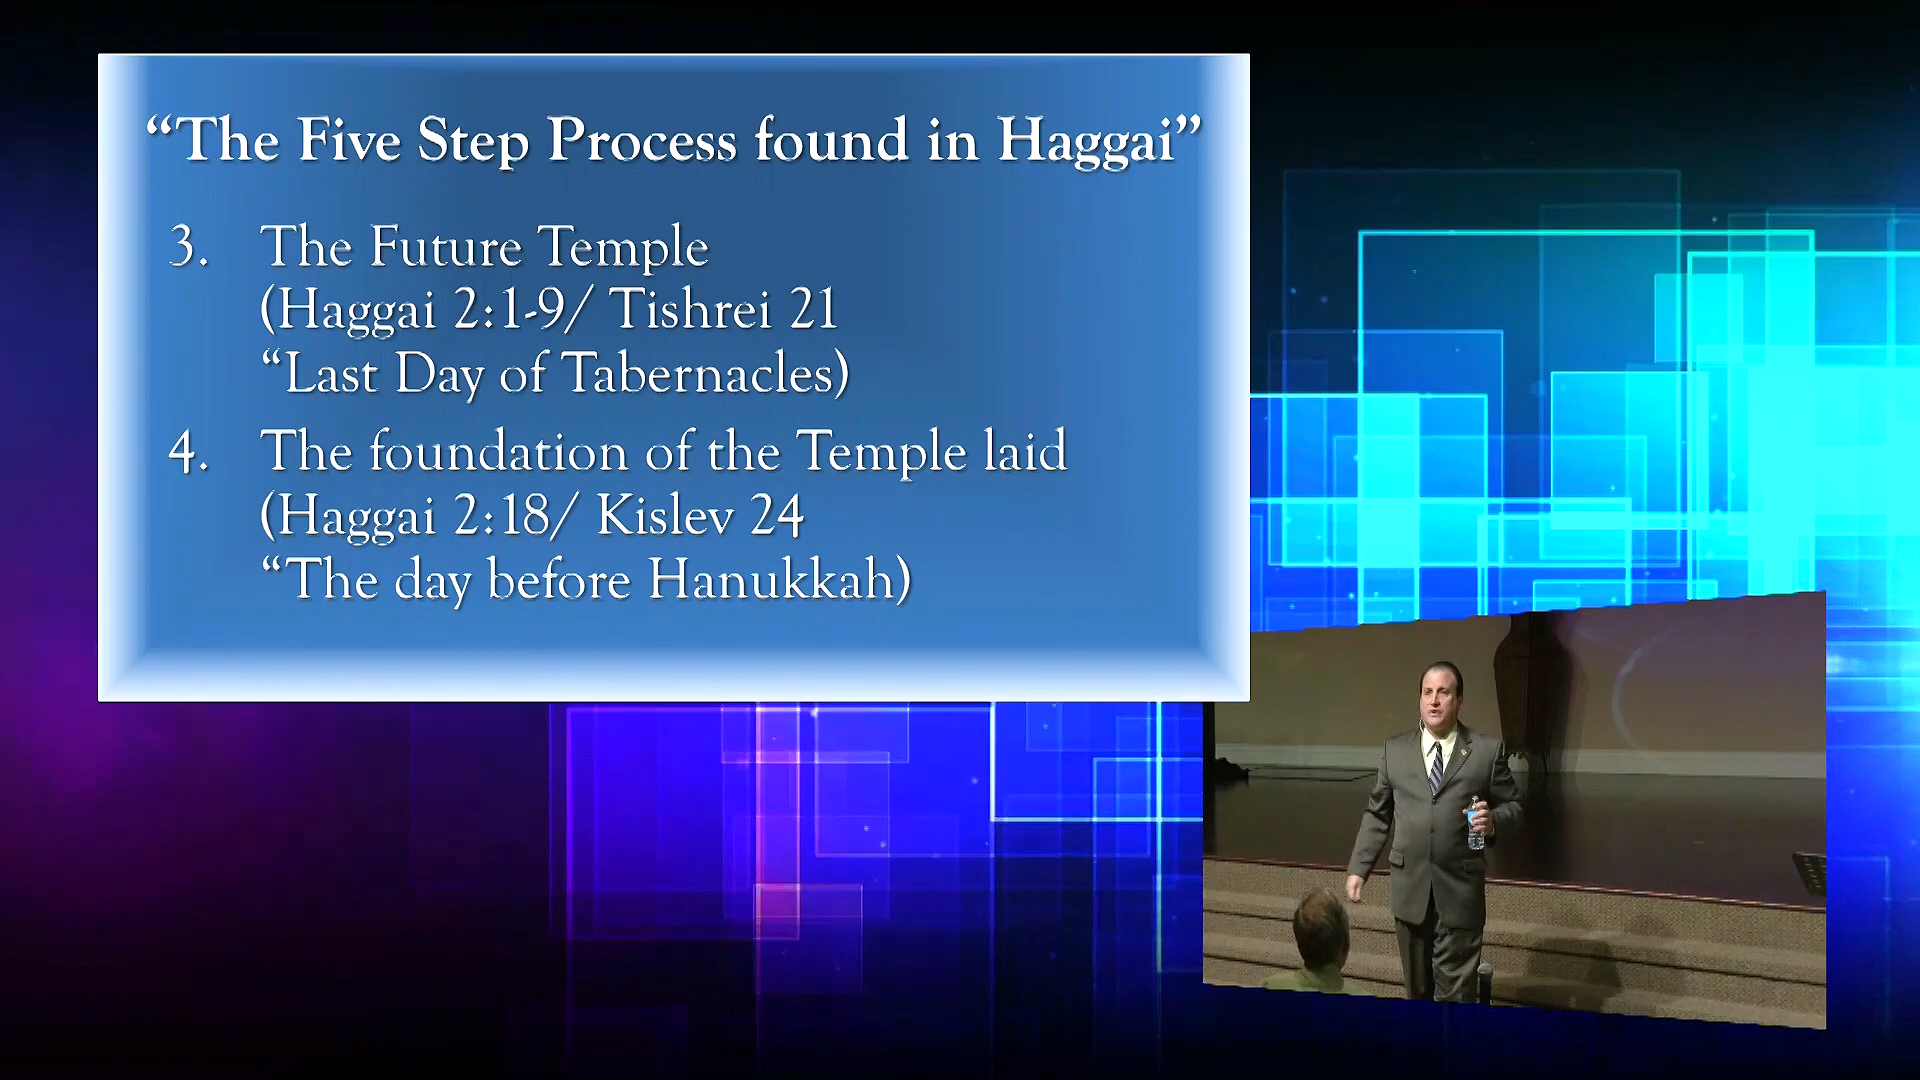 “The Five Step Process found in Haggai”
3. The Future Temple
(Haggai 2:1-9/ Tishrei 21
“Last Day of Tabernacles)
4. The foundation of the Temple laid
(Haggai 2:18/ Kislev 24
“The day before Hanukkah)